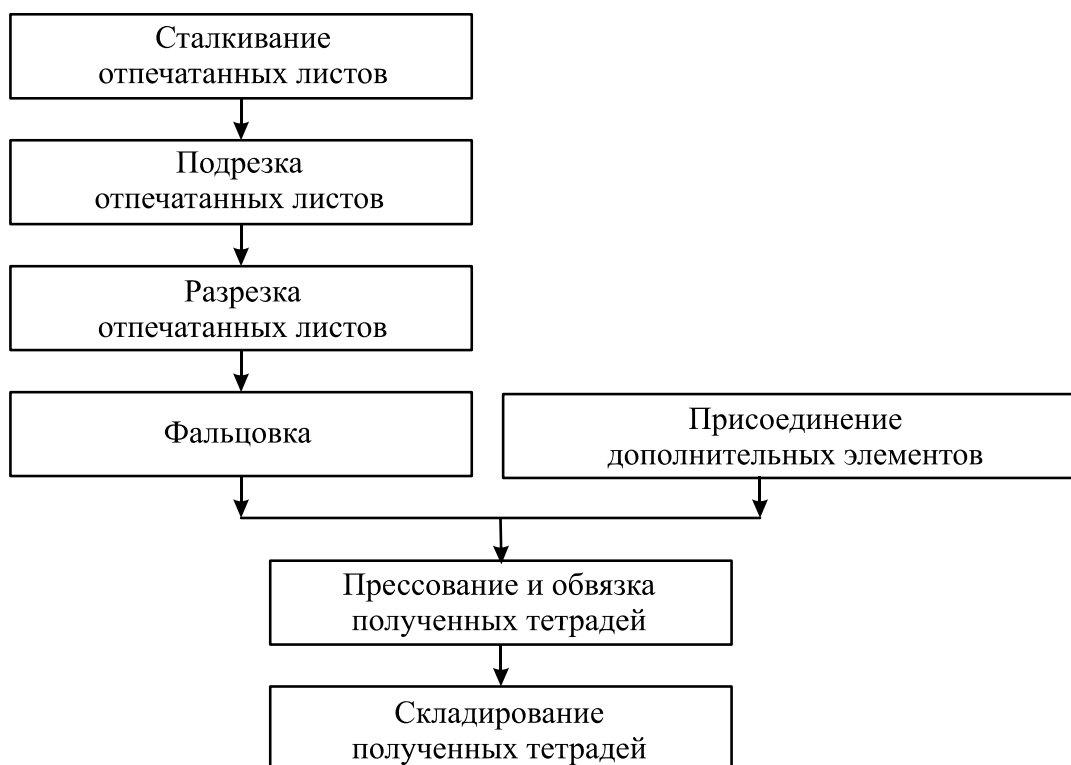 Сталкивание
отпечатанных листов
Подрезка
отпечатанных листов
Разрезка
отпечатанных листов
Фальцовка
Присоединение
дополнительных элементов
Прессование и обвязка
полученных тетрадей
Складирование
полученных тетрадей